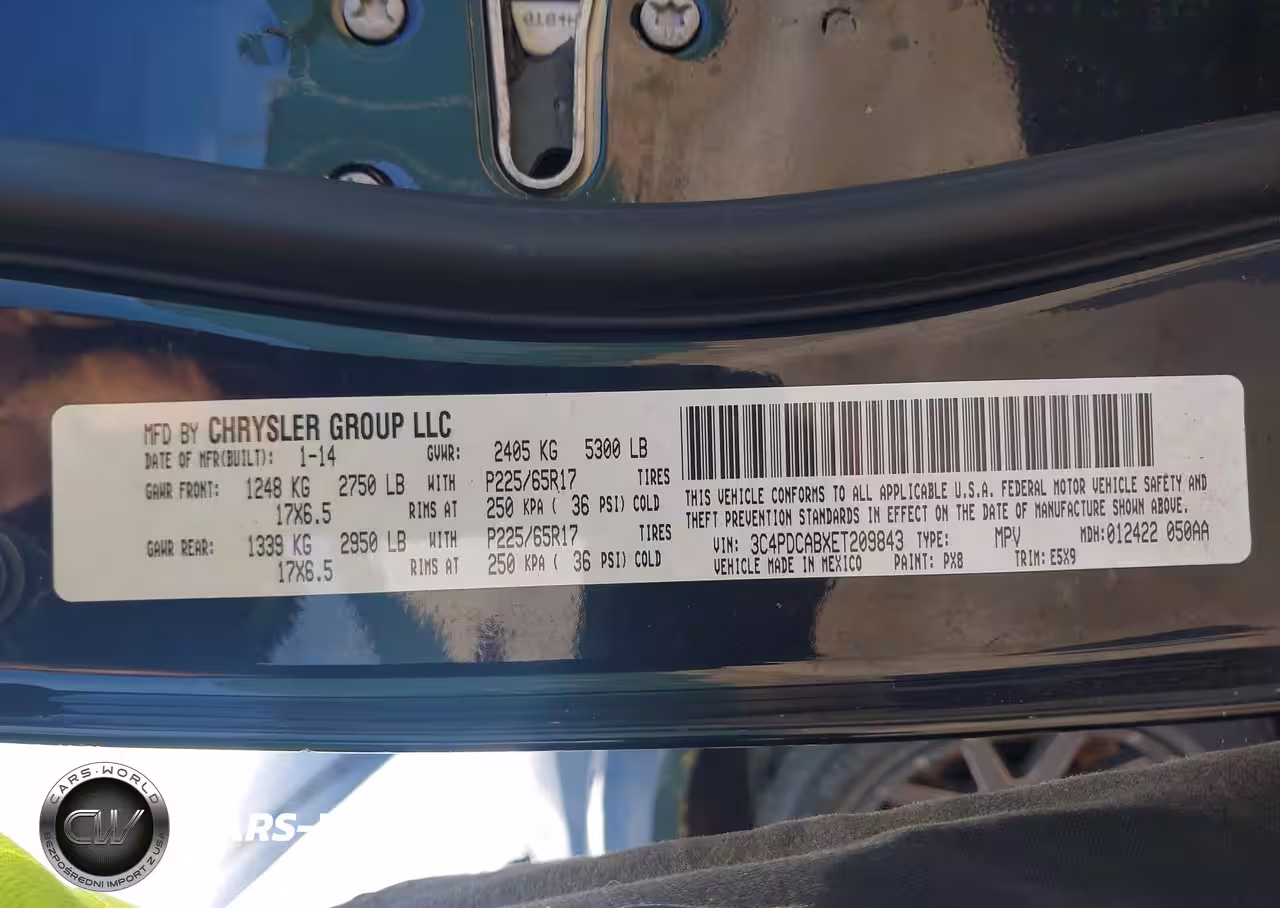 MFD BY CHRYSLER GROUP LLC
DATE OF MFR(BUILT): 1-14 GVWR: 2405 KG 5300 LB
GAWR FRONT: 1248 KG 2750 LB WITH P225/65R17 TIRES
17X6.5 RIMS AT 250 KPA ( 36 PSI) COLD
GAWR REAR: 1339 KG 2950 LB WITH P225/65R17 TIRES
17X6.5 RIMS AT 250 KPA ( 36 PSI) COLD
THIS VEHICLE CONFORMS TO ALL APPLICABLE U.S.A. FEDERAL MOTOR VEHICLE SAFETY AND
THEFT PREVENTION STANDARDS IN EFFECT ON THE DATE OF MANUFACTURE SHOWN ABOVE.
VIN: 3C4PDCABXET209843 TYPE: MPV MDH:012422 050AA
VEHICLE MADE IN MEXICO PAINT: PX8 TRIM: E5X9
CARS-WORLD
CW
BEZPOŚREDNI IMPORT Z USA